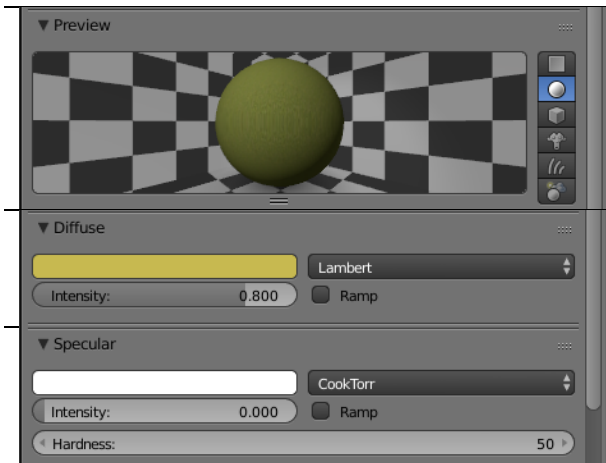 Preview
Diffuse
Lambert
Intensity: 0.800 Ramp
Specular
CookTorr
Intensity: 0.000 Ramp
Hardness: 50